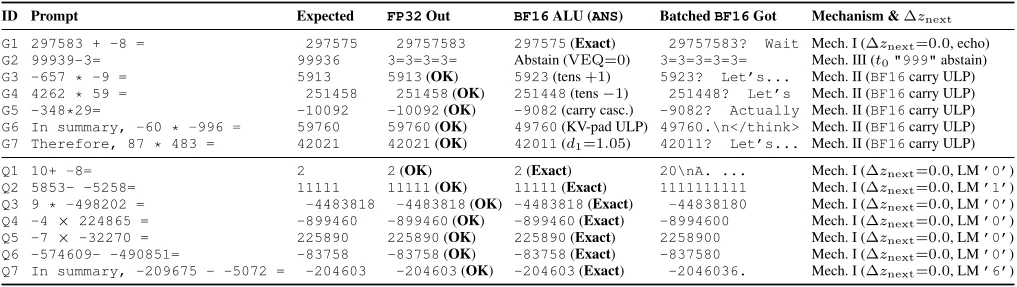 ID Prompt Expected FP32 Out BF16 ALU (ANS) Batched BF16 Got Mechanism & Δz_next
G1 297583 + -8 = 297575 29757583 297575 (Exact) 29757583? Wait Mech. I (Δz_next=0.0, echo)
G2 99939-3= 99936 3=3=3=3= Abstain (VEQ=0) 3=3=3=3=3= Mech. III (t_0 "999" abstain)
G3 -657 * -9 = 5913 5913 (OK) 5923 (tens +1) 5923? Let's... Mech. II (BF16 carry ULP)
G4 4262 * 59 = 251458 251458 (OK) 251448 (tens −1) 251448? Let's Mech. II (BF16 carry ULP)
G5 -348*29= -10092 -10092 (OK) -9082 (carry casc.) -9082? Actually Mech. II (BF16 carry ULP)
G6 In summary, -60 * -996 = 59760 59760 (OK) 49760 (KV-pad ULP) 49760.\n</think> Mech. II (BF16 carry ULP)
G7 Therefore, 87 * 483 = 42021 42021 (OK) 42011 (d_1=1.05) 42011? Let's... Mech. II (BF16 carry ULP)
Q1 10+ -8= 2 2 (OK) 2 (Exact) 20\nA. ... Mech. I (Δz_next=0.0, LM '0')
Q2 5853- -5258= 11111 11111 (OK) 11111 (Exact) 1111111111 Mech. I (Δz_next=0.0, LM '1')
Q3 9 * -498202 = -4483818 -4483818 (OK) -4483818 (Exact) -44838180 Mech. I (Δz_next=0.0, LM '0')
Q4 -4 × 224865 = -899460 -899460 (OK) -899460 (Exact) -8994600 Mech. I (Δz_next=0.0, LM '0')
Q5 -7 × -32270 = 225890 225890 (OK) 225890 (Exact) 2258900 Mech. I (Δz_next=0.0, LM '0')
Q6 -574609- -490851= -83758 -83758 (OK) -83758 (Exact) -837580 Mech. I (Δz_next=0.0, LM '0')
Q7 In summary, -209675 - -5072 = -204603 -204603 (OK) -204603 (Exact) -2046036. Mech. I (Δz_next=0.0, LM '6')